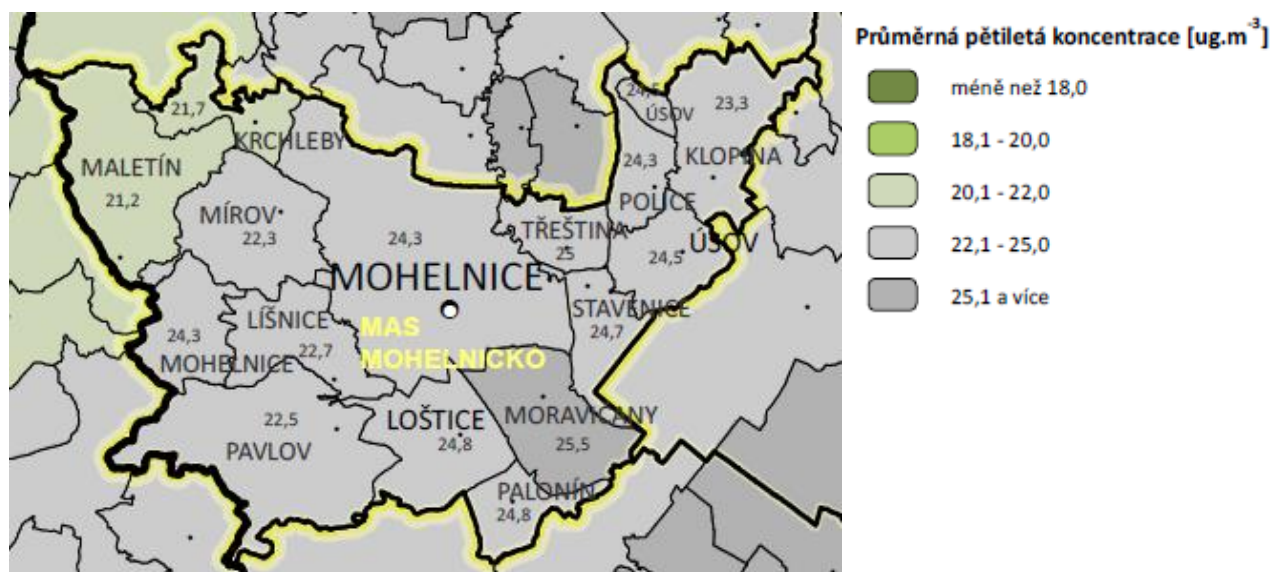 Průměrná pětiletá koncentrace [ug.m⁻³]
méně než 18,0
18,1 - 20,0
20,1 - 22,0
22,1 - 25,0
25,1 a více
21,7
KRCHLEBY
24,5
ÚSOV
23,3
MALETÍN
21,2
24,3
KLOPINA
POLICE
MÍROV
22,3
24,3
TŘEŠTINA
25
ÚSOV
24,5
MOHELNICE
STAVENICE
24,7
24,3
MOHELNICE
LÍŠNICE
22,7
MAS
MOHELNICKO
22,5
PAVLOV
LOŠTICE
24,8
MORAVIČANY
25,5
PALONÍN
24,8